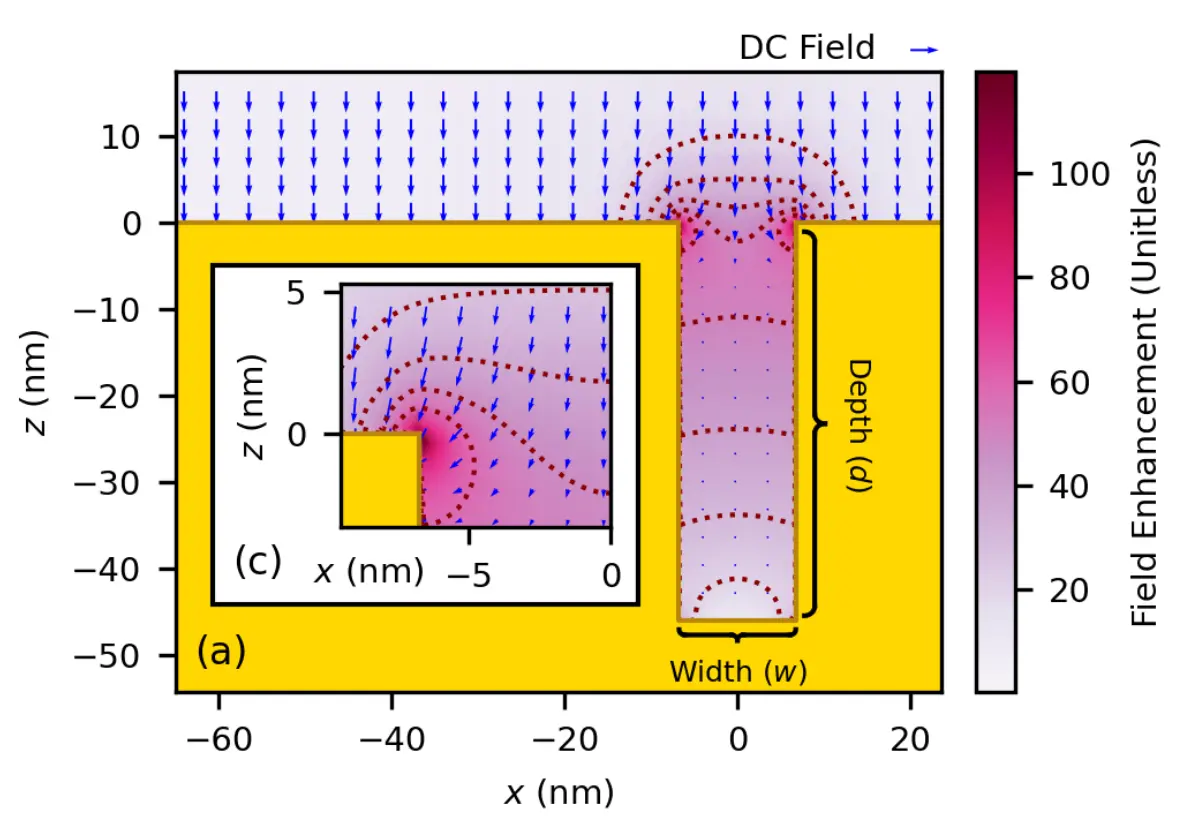 DC Field
10
0
−10
−20
−30
−40
−50
z (nm)
−60
−40
−20
0
20
x (nm)
(a)
5
0
z (nm)
(c)
x (nm)
−5
0
Depth (d)
Width (w)
100
80
60
40
20
Field Enhancement (Unitless)